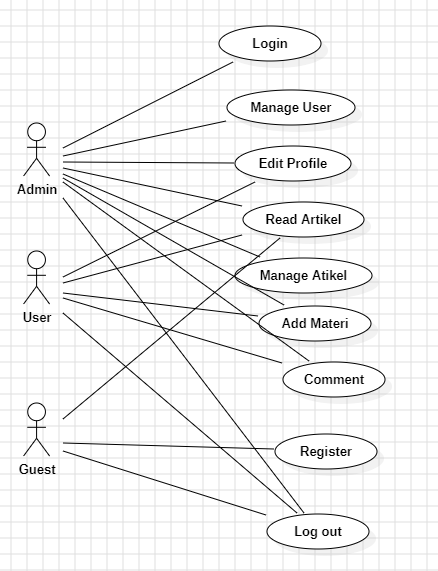 Login
Manage User
Edit Profile
Admin
Read Artikel
Manage Atikel
User
Add Materi
Comment
Register
Guest
Log out